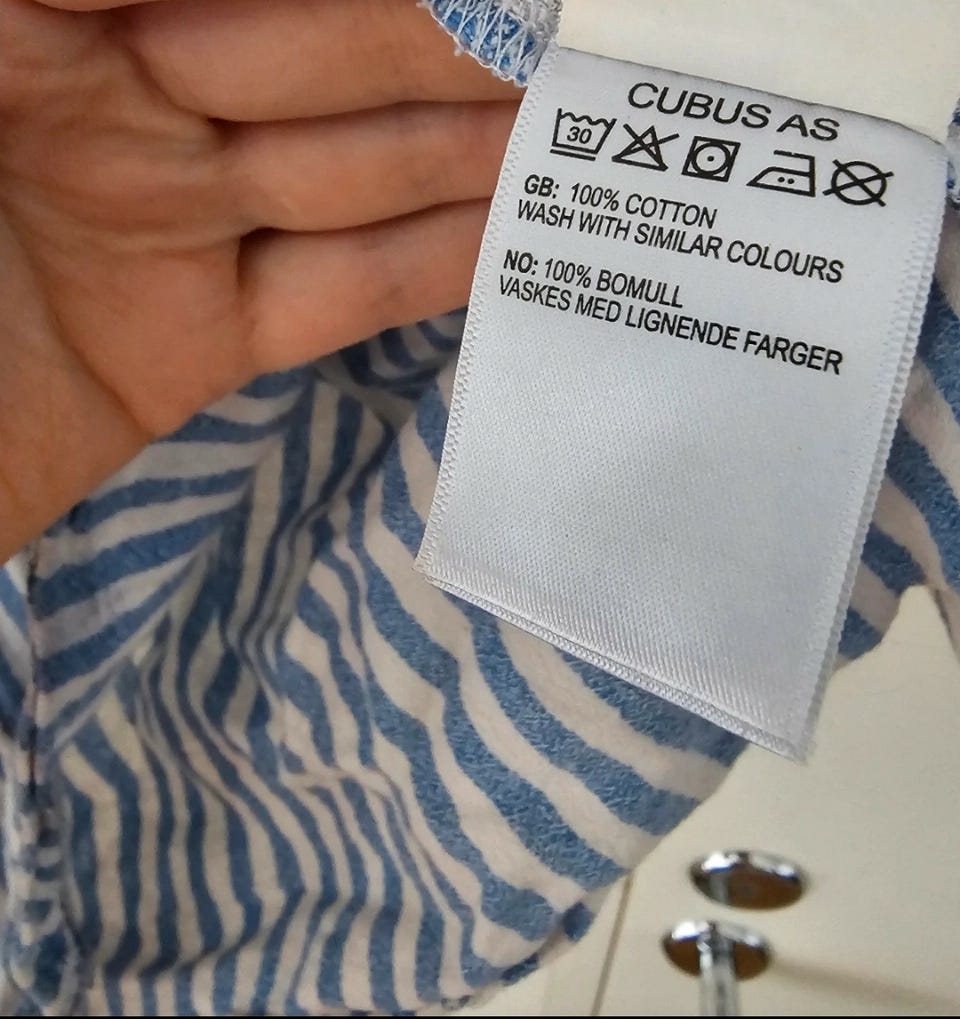 CUBUS AS
30
GB: 100% COTTON
WASH WITH SIMILAR COLOURS
NO: 100% BOMULL
VASKES MED LIGNENDE FARGER